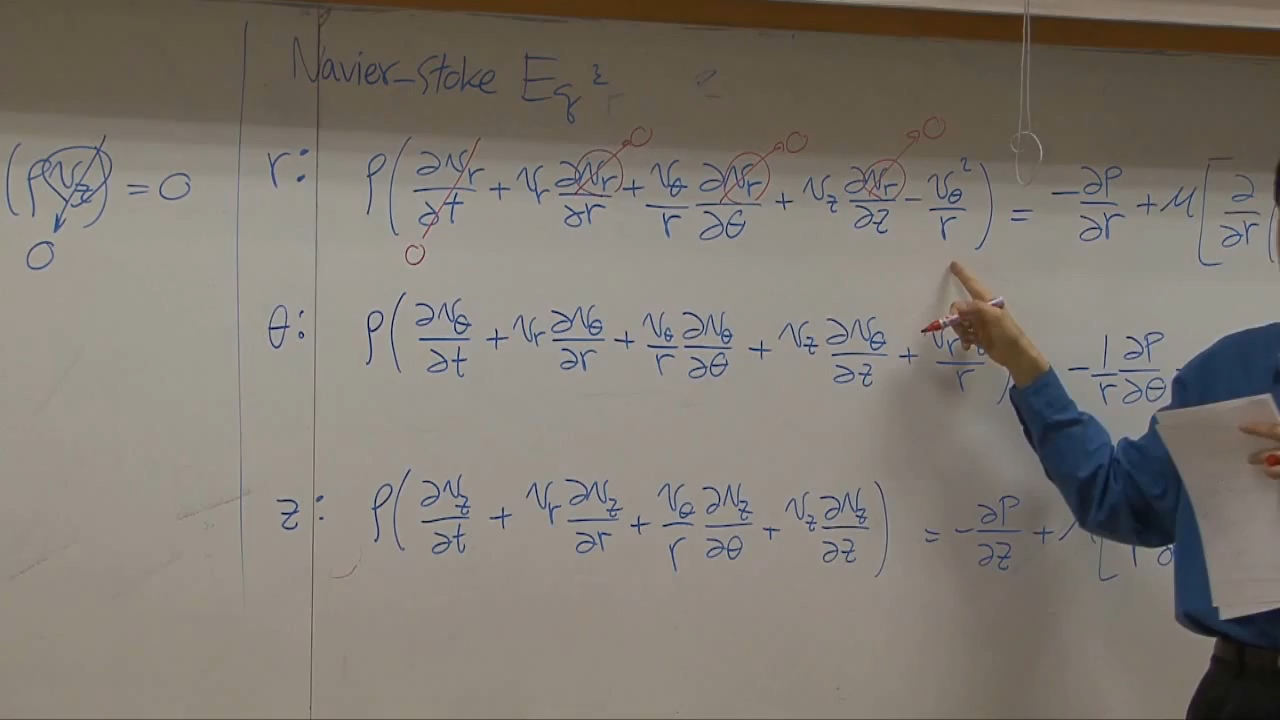 Navier-Stoke Eqs
(ρv_z) = 0
0
r: ρ(∂v_r/∂t + v_r ∂v_r/∂r + v_θ/r ∂v_r/∂θ + v_z ∂v_r/∂z - v_θ²/r) = -∂P/∂r + μ[∂/∂r(
0 0 0 0
θ: ρ(∂v_θ/∂t + v_r ∂v_θ/∂r + v_θ/r ∂v_θ/∂θ + v_z ∂v_θ/∂z + v_r /r) -1/r ∂P/∂θ
z: ρ(∂v_z/∂t + v_r ∂v_z/∂r + v_θ/r ∂v_z/∂θ + v_z ∂v_z/∂z) = -∂P/∂z + μ[